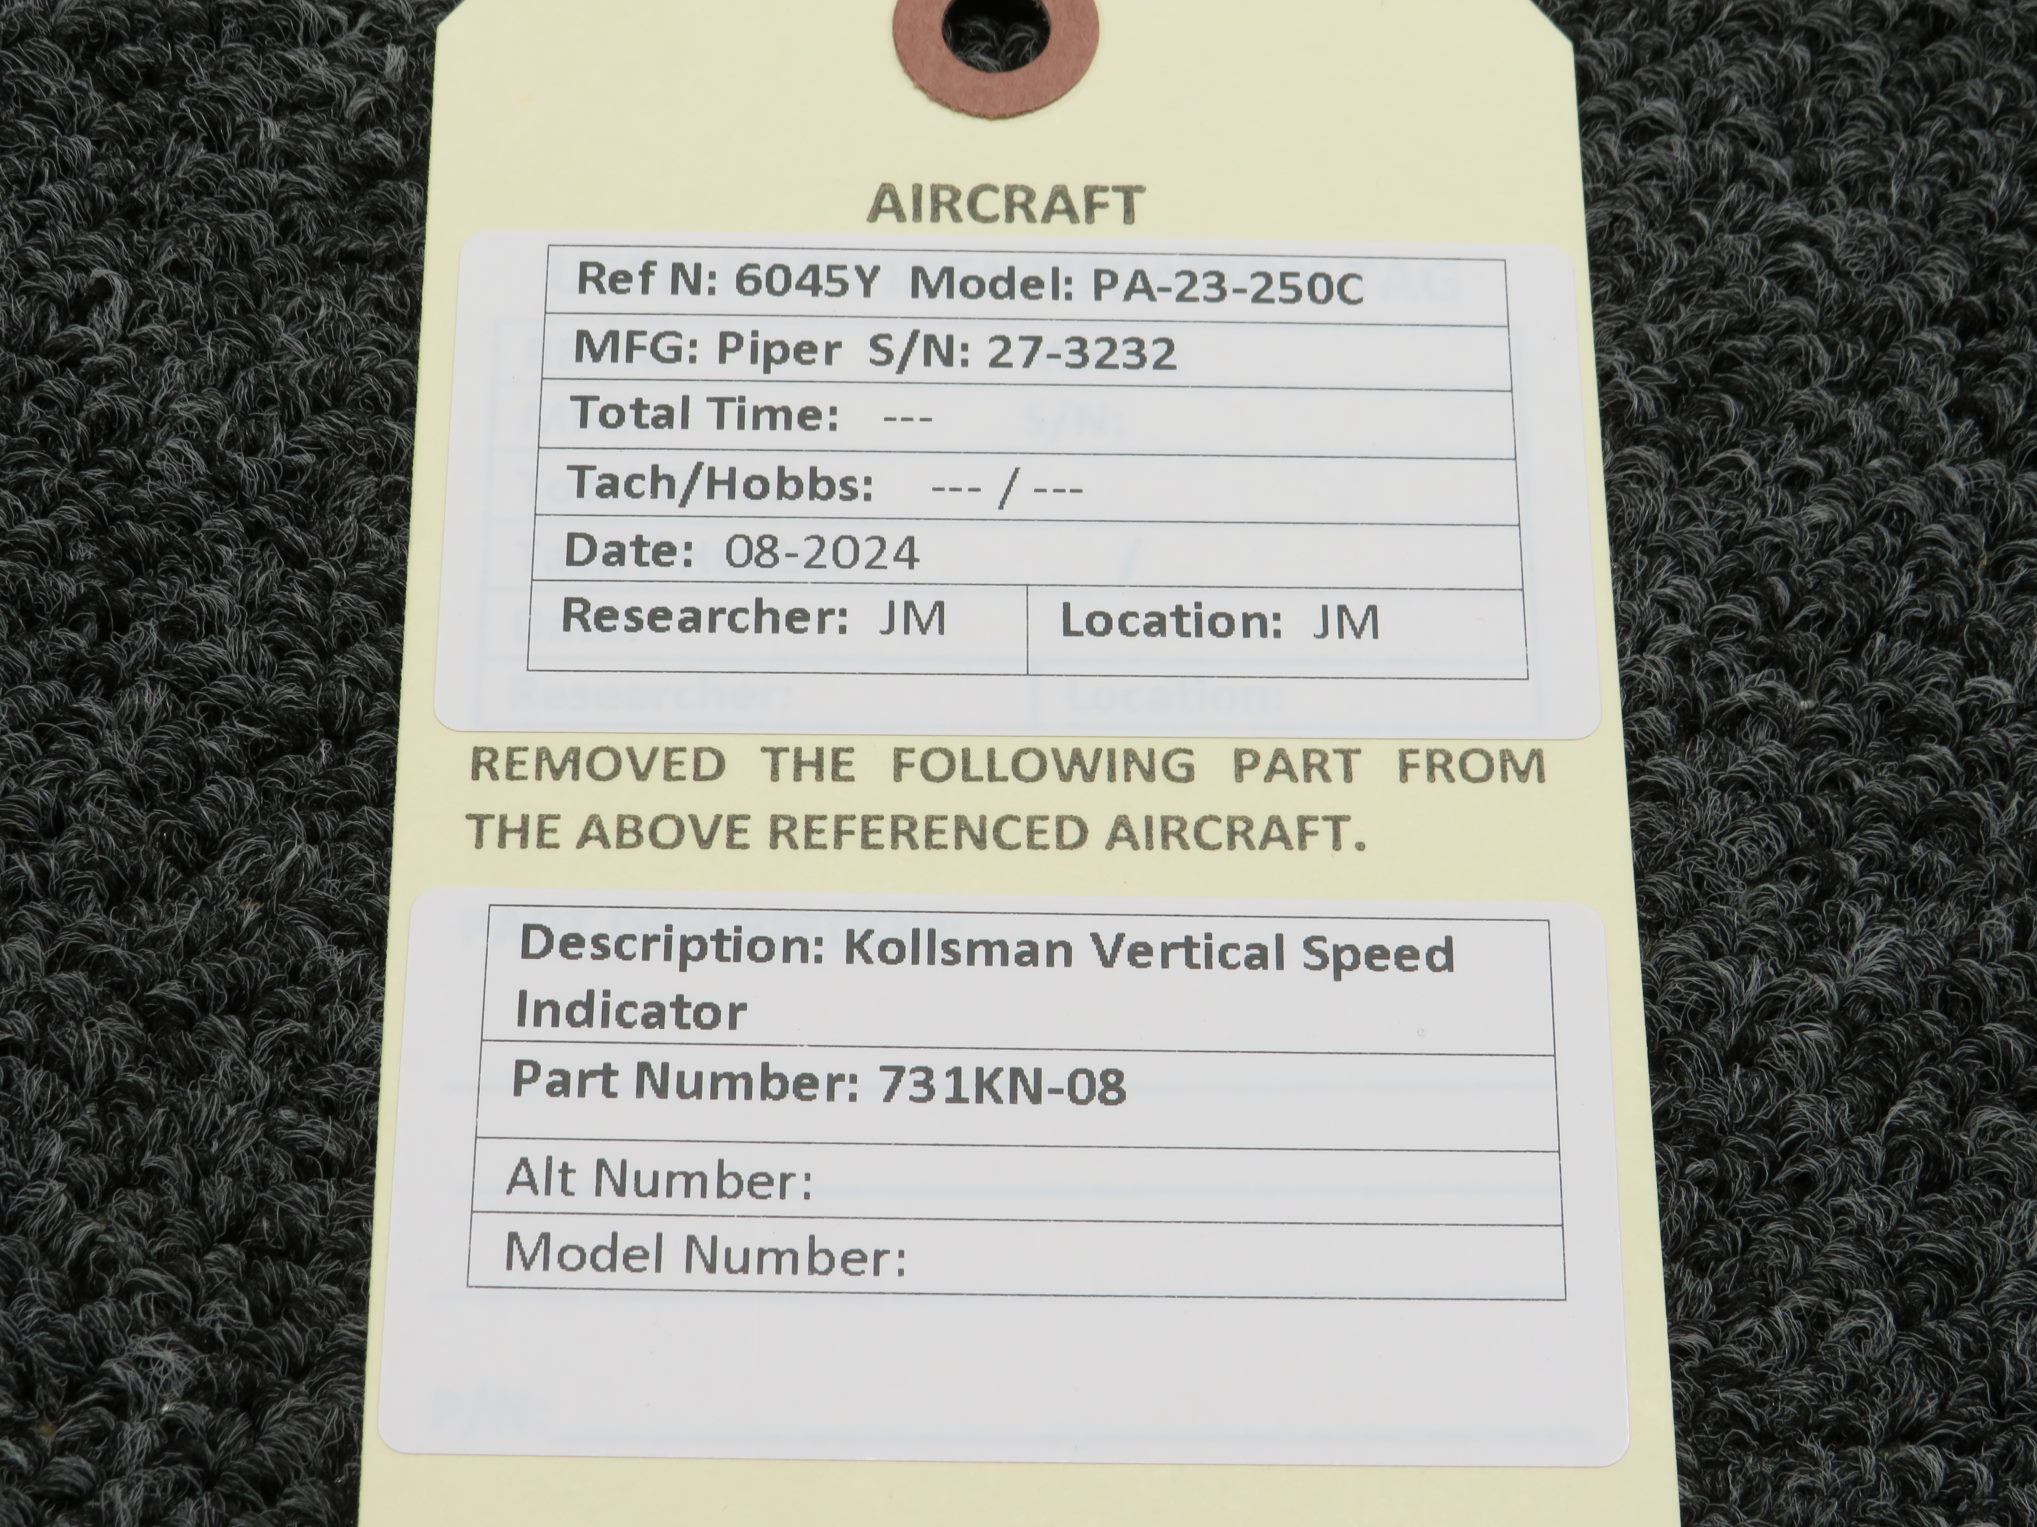 AIRCRAFT
Ref N: 6045Y Model: PA-23-250C
MFG: Piper S/N: 27-3232
Total Time: ---
Tach/Hobbs: --- / ---
Date: 08-2024
Researcher: JM Location: JM
REMOVED THE FOLLOWING PART FROM
THE ABOVE REFERENCED AIRCRAFT.
Description: Kollsman Vertical Speed
Indicator
Part Number: 731KN-08
Alt Number:
Model Number:
P/N: